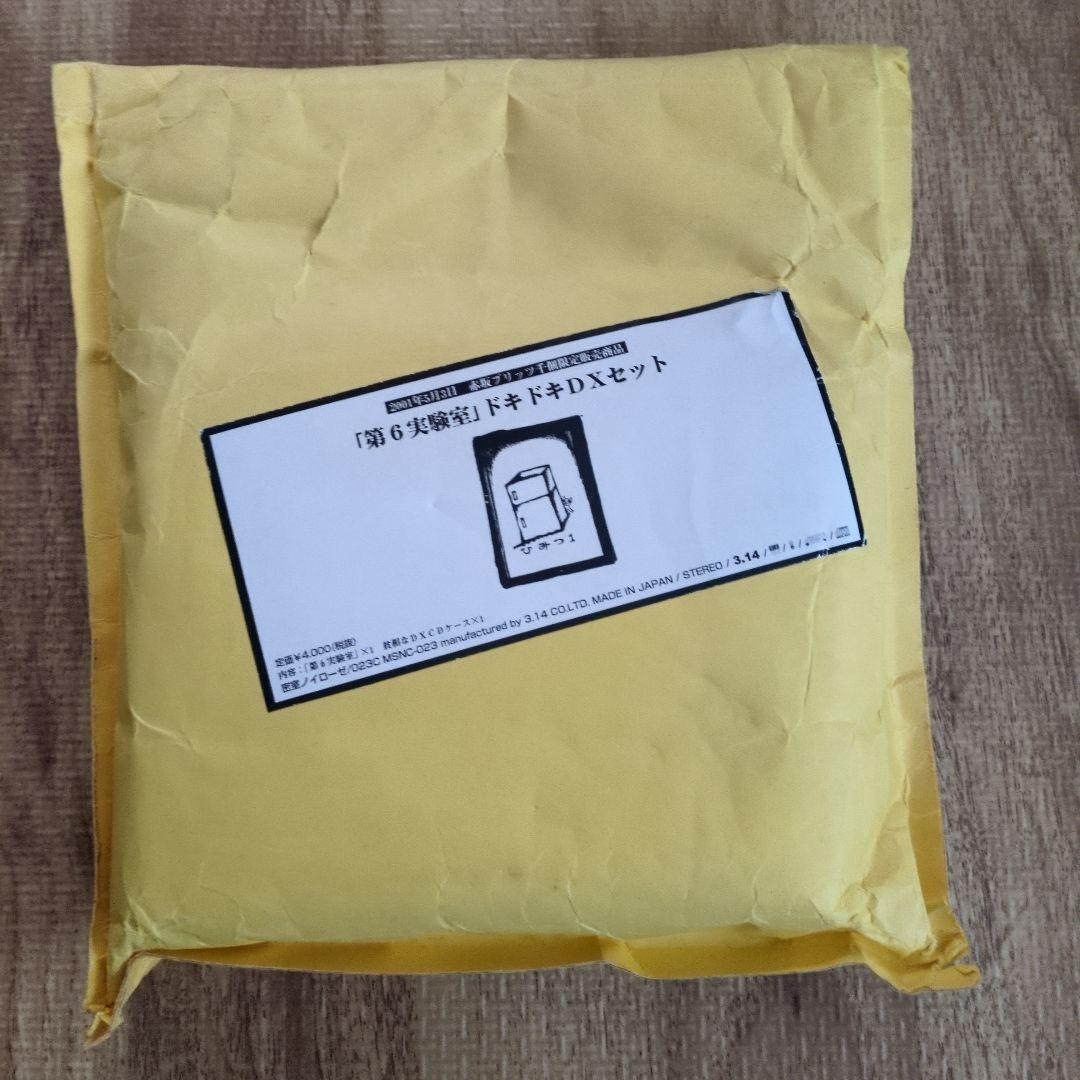 2001年5月3日　赤坂ブリッツ千個限定販売商品
「第6実験室」ドキドキDXセット
ひみつ1
定価¥4,000(税抜)
内容:「第6実験室」×1　粗相なDXCDケース×1
密室ノイローゼ/023C MSNC-023 manufactured by 3.14 CO.LTD. MADE IN JAPAN / STEREO / 3.14 /